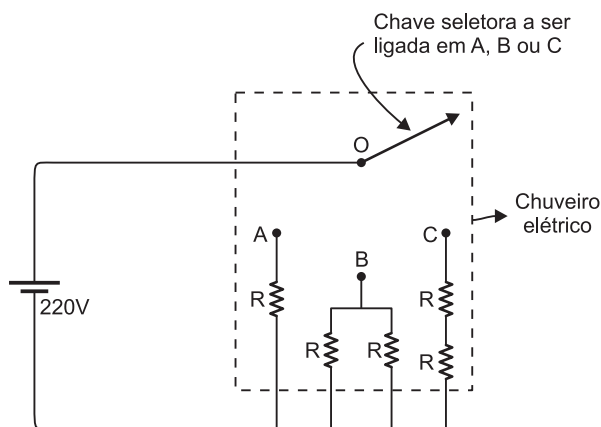 Chave seletora a ser
ligada em A, B ou C
O
Chuveiro
elétrico
A
B
C
220V
R
R
R
R
R